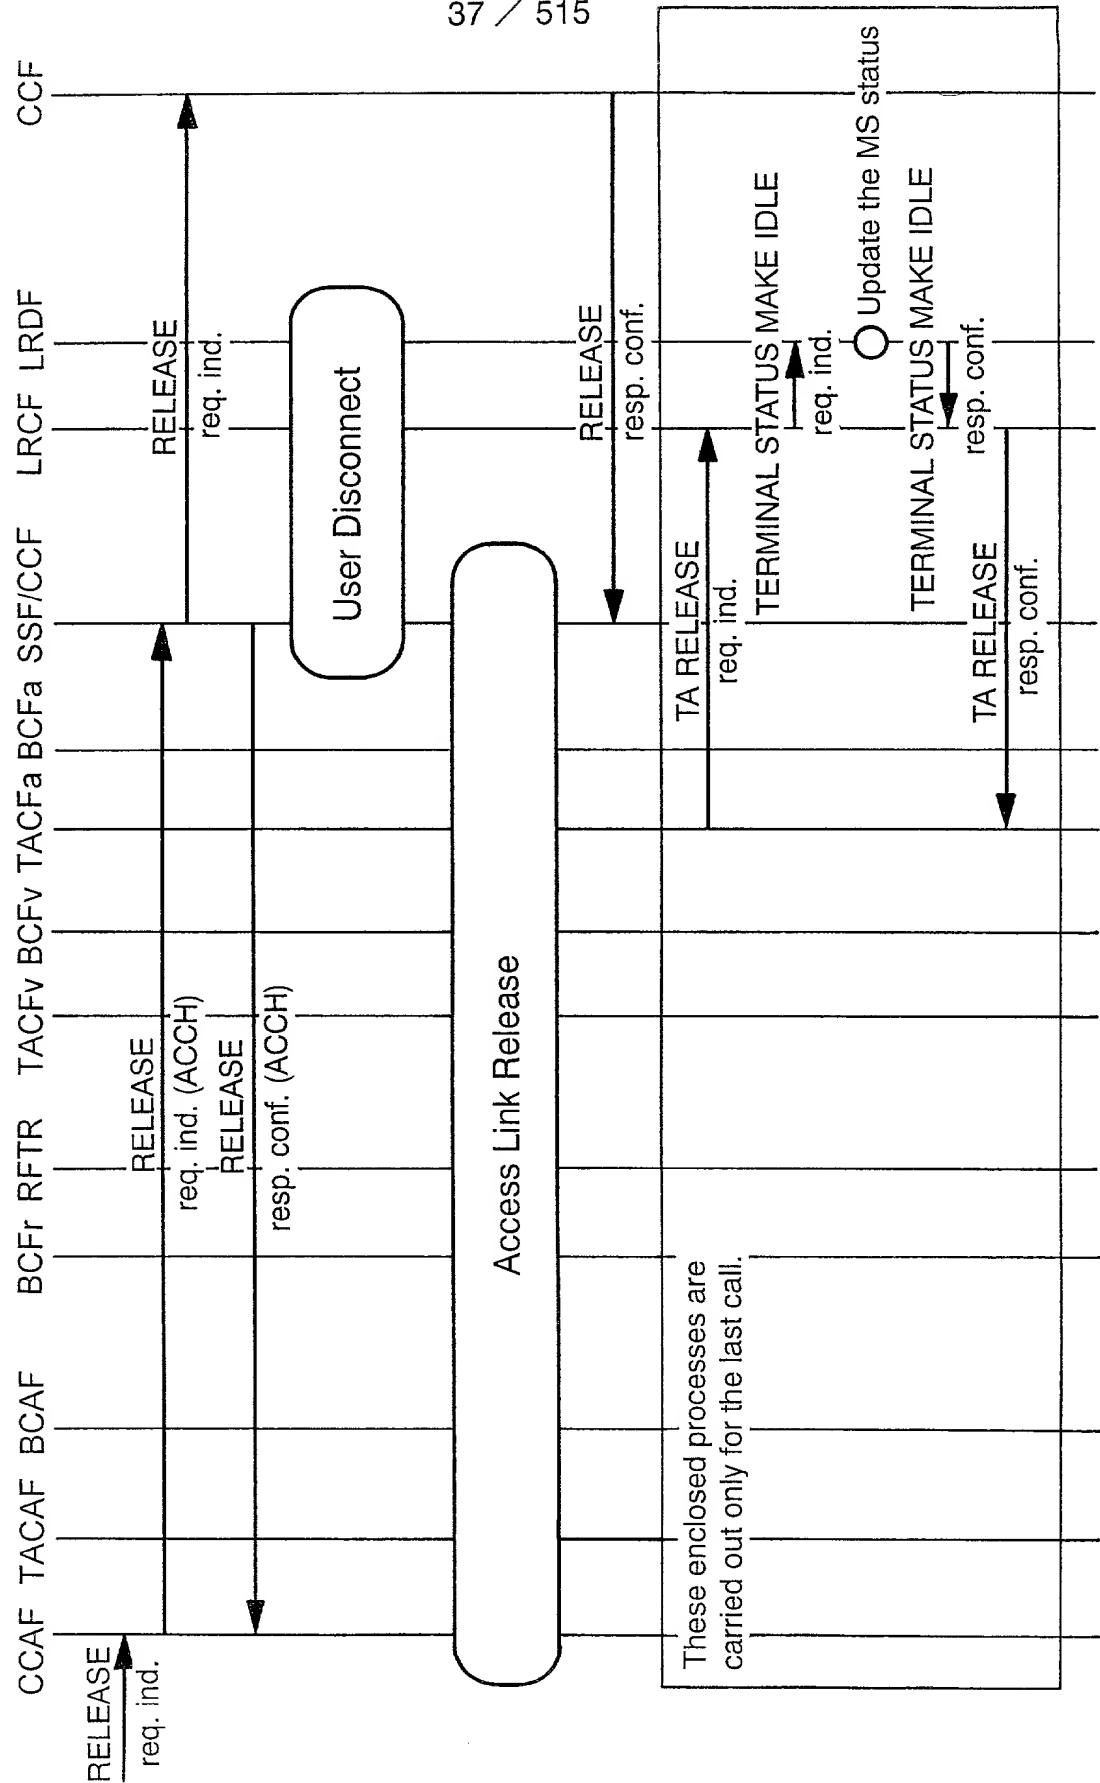 37 / 515
CCAF TACAF BCAF BCFr RFTR TACFv BCFv TACFa BCFa SSF/CCF LRCF LRDF CCF
RELEASE
req. ind.
RELEASE
req. ind. (ACCH)
RELEASE
req. ind.
RELEASE
resp. conf. (ACCH)
User Disconnect
Access Link Release
RELEASE
resp. conf.
These enclosed processes are
carried out only for the last call.
TA RELEASE
req. ind.
TERMINAL STATUS MAKE IDLE
req. ind.
Update the MS status
TERMINAL STATUS MAKE IDLE
resp. conf.
TA RELEASE
resp. conf.